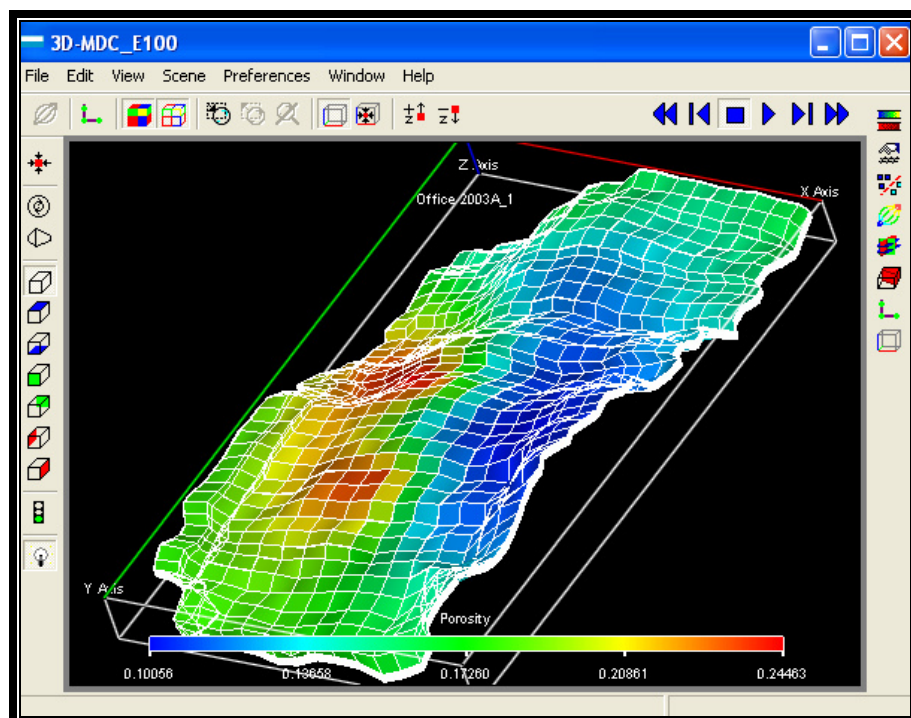 3D-MDC_E100
File Edit View Scene Preferences Window Help
Z Axis
X Axis
Office 2003A_1
Y Axis
Porosity
0.10056 0.13658 0.17260 0.20861 0.24463